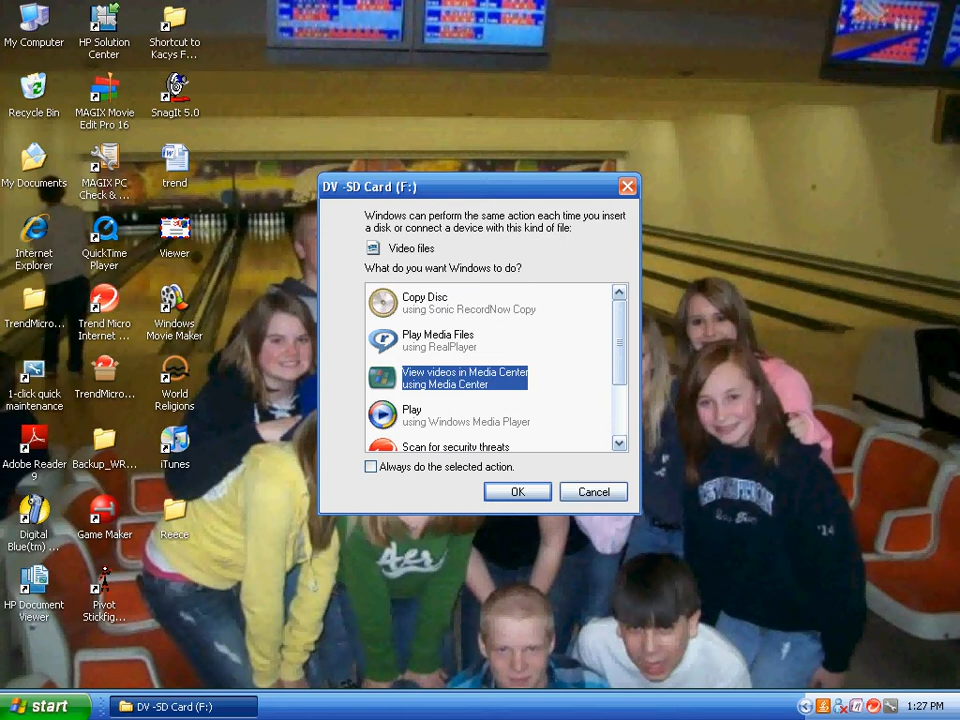 My Computer
HP Solution
Center
Shortcut to
Kacys F...
Recycle Bin
MAGIX Movie
Edit Pro 16
SnagIt 5.0
My Documents
MAGIX PC
Check & ...
trend
Internet
Explorer
QuickTime
Player
Viewer
TrendMicro...
Trend Micro
Internet ...
Windows
Movie Maker
1-click quick
maintenance
TrendMicro...
World
Religions
Adobe Reader
9
Backup_WR...
iTunes
Digital
Blue(tm) ...
Game Maker
Reece
HP Document
Viewer
Pivot
Stickfig...
DV -SD Card (F:)
Windows can perform the same action each time you insert
a disk or connect a device with this kind of file:
Video files
What do you want Windows to do?
Copy Disc
using Sonic RecordNow Copy
Play Media Files
using RealPlayer
View videos in Media Center
using Media Center
Play
using Windows Media Player
Scan for security threats
Always do the selected action.
OK
Cancel
'14
start
DV -SD Card (F:)
1:27 PM